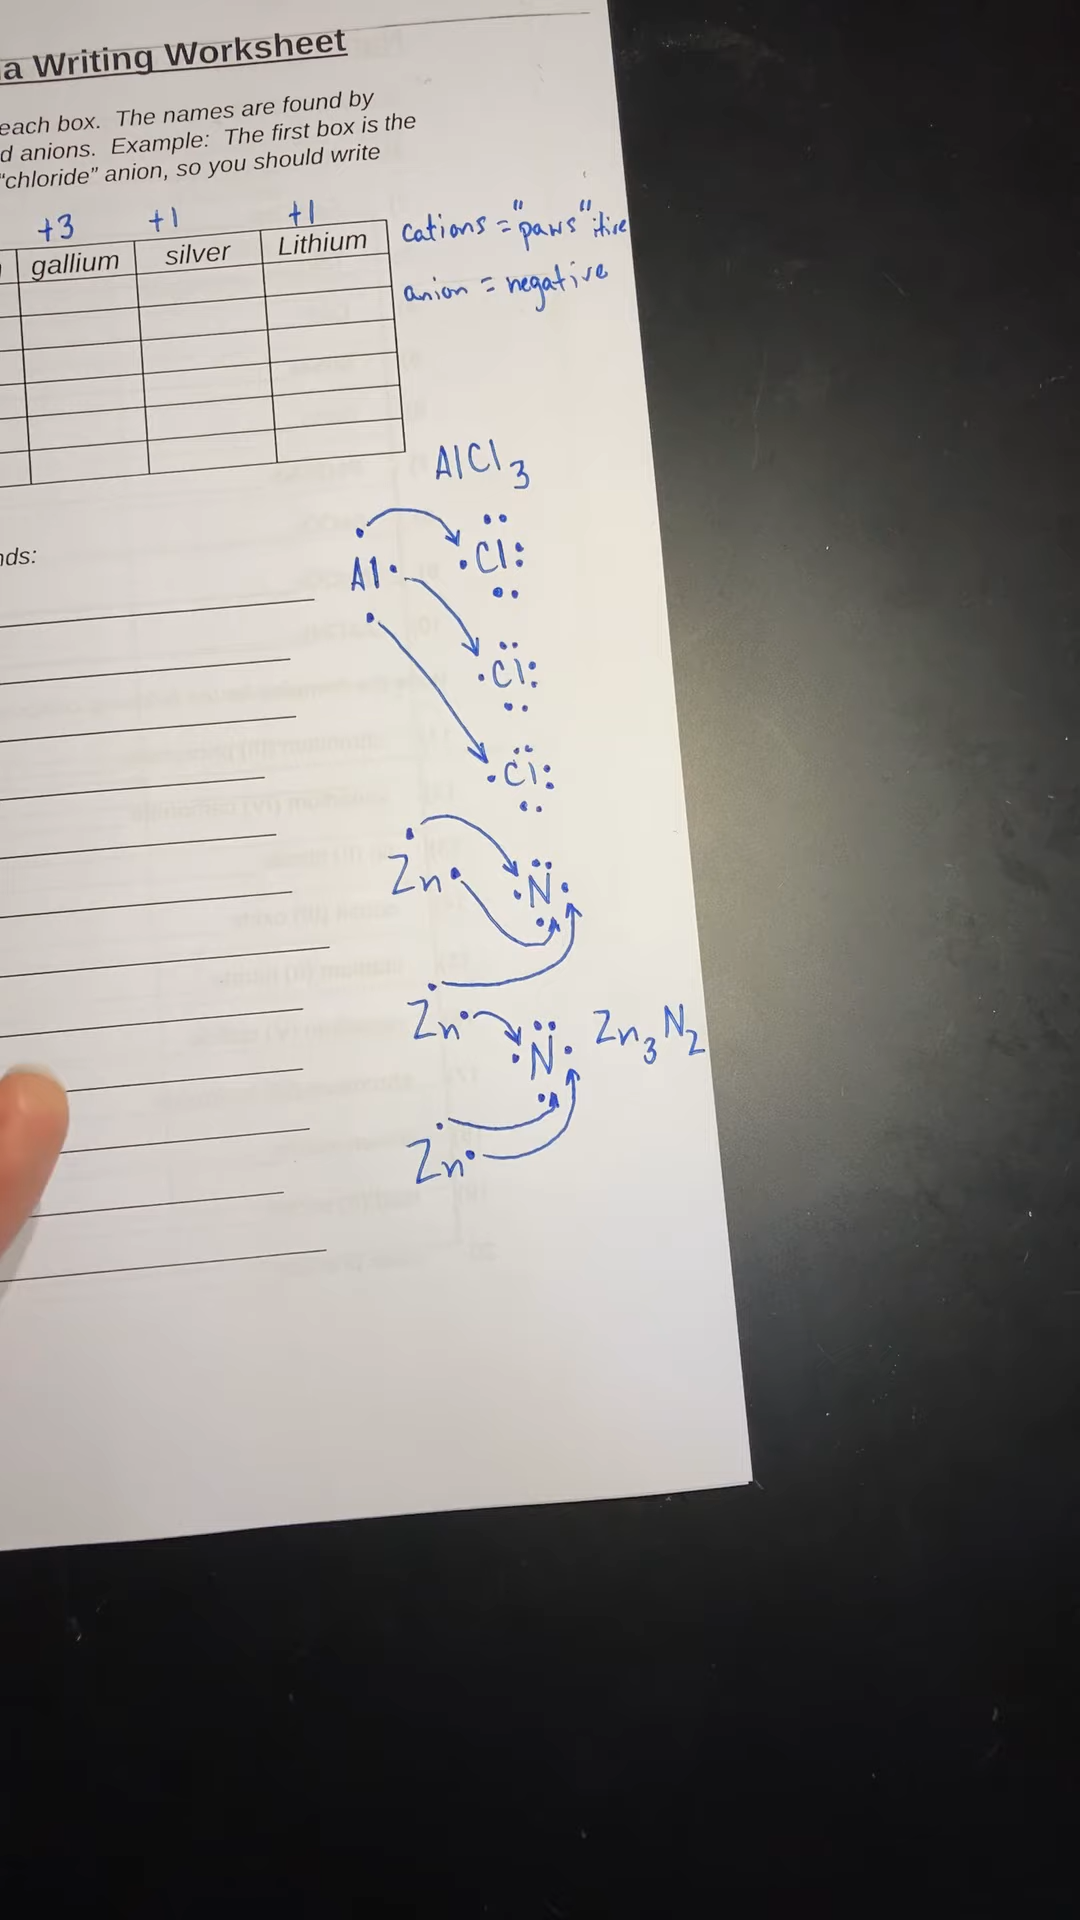 a Writing Worksheet
each box. The names are found by
d anions. Example: The first box is the
"chloride" anion, so you should write
+3 +1 +1
gallium silver Lithium
cations = "paws"itive
anion = negative
AlCl3
nds:
Al Cl
Cl
Cl
Zn N
Zn N Zn3N2
Zn